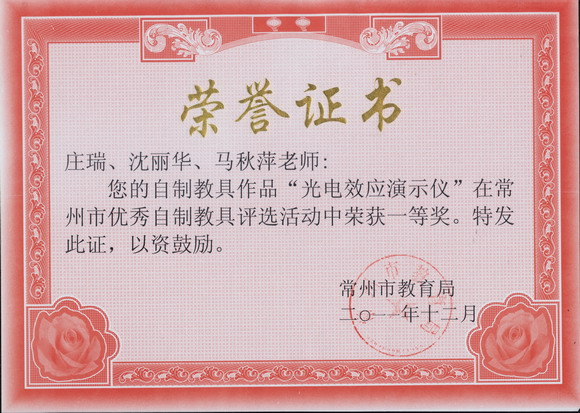 荣誉证书
庄瑞、沈丽华、马秋萍老师:
您的自制教具作品“光电效应演示仪”在常
州市优秀自制教具评选活动中荣获一等奖。特发
此证，以资鼓励。
常州市教育局
二〇一一年十二月